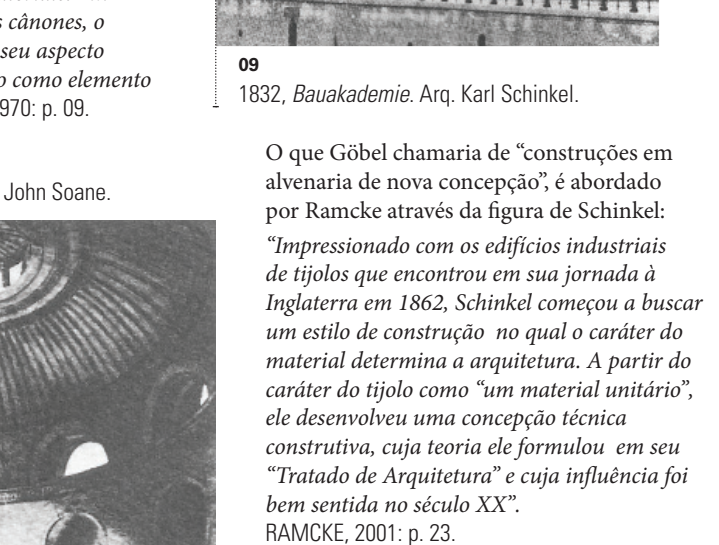 s cânones, o
seu aspecto
o como elemento
970: p. 09.
John Soane.
09
1832, Bauakademie. Arq. Karl Schinkel.
O que Göbel chamaria de “construções em
alvenaria de nova concepção”, é abordado
por Ramcke através da figura de Schinkel:
“Impressionado com os edifícios industriais
de tijolos que encontrou em sua jornada à
Inglaterra em 1862, Schinkel começou a buscar
um estilo de construção no qual o caráter do
material determina a arquitetura. A partir do
caráter do tijolo como “um material unitário”,
ele desenvolveu uma concepção técnica
construtiva, cuja teoria ele formulou em seu
“Tratado de Arquitetura” e cuja influência foi
bem sentida no século XX”.
RAMCKE, 2001: p. 23.